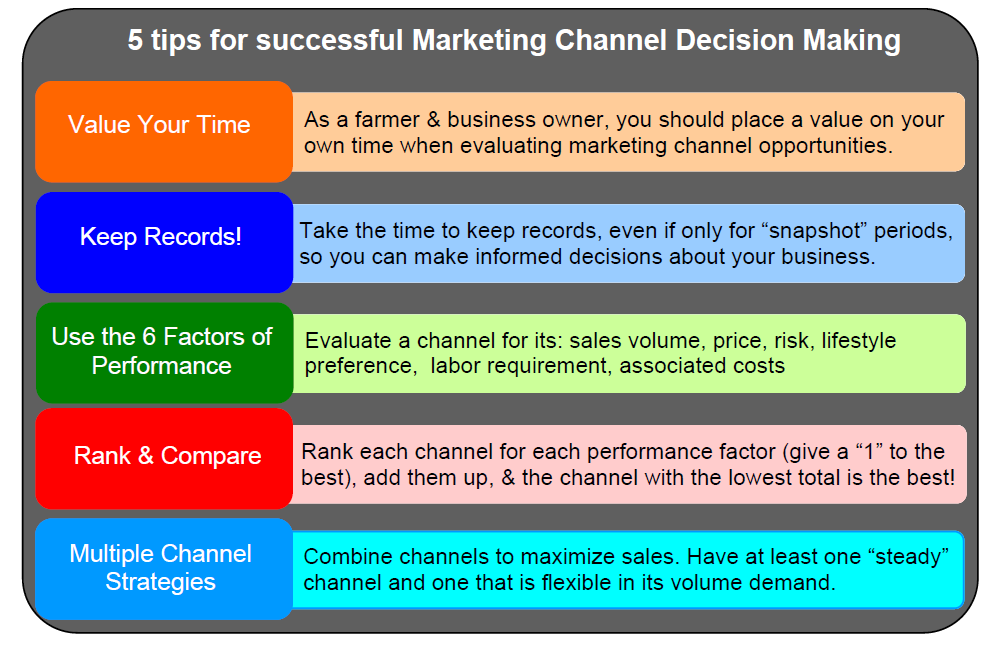 5 tips for successful Marketing Channel Decision Making
Value Your Time
As a farmer & business owner, you should place a value on your
own time when evaluating marketing channel opportunities.
Keep Records!
Take the time to keep records, even if only for “snapshot” periods,
so you can make informed decisions about your business.
Use the 6 Factors of
Performance
Evaluate a channel for its: sales volume, price, risk, lifestyle
preference,  labor requirement, associated costs
Rank & Compare
Rank each channel for each performance factor (give a “1” to the
best), add them up, & the channel with the lowest total is the best!
Multiple Channel
Strategies
Combine channels to maximize sales. Have at least one “steady”
channel and one that is flexible in its volume demand.